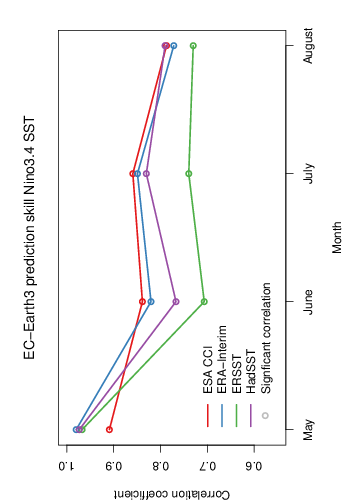 EC−Earth3 prediction skill Nino3.4 SST
Correlation coefficient
1.0
0.9
0.8
0.7
0.6
ESA CCI
ERA−Interim
ERSST
HadSST
Signficant correlation
May
June
July
August
Month